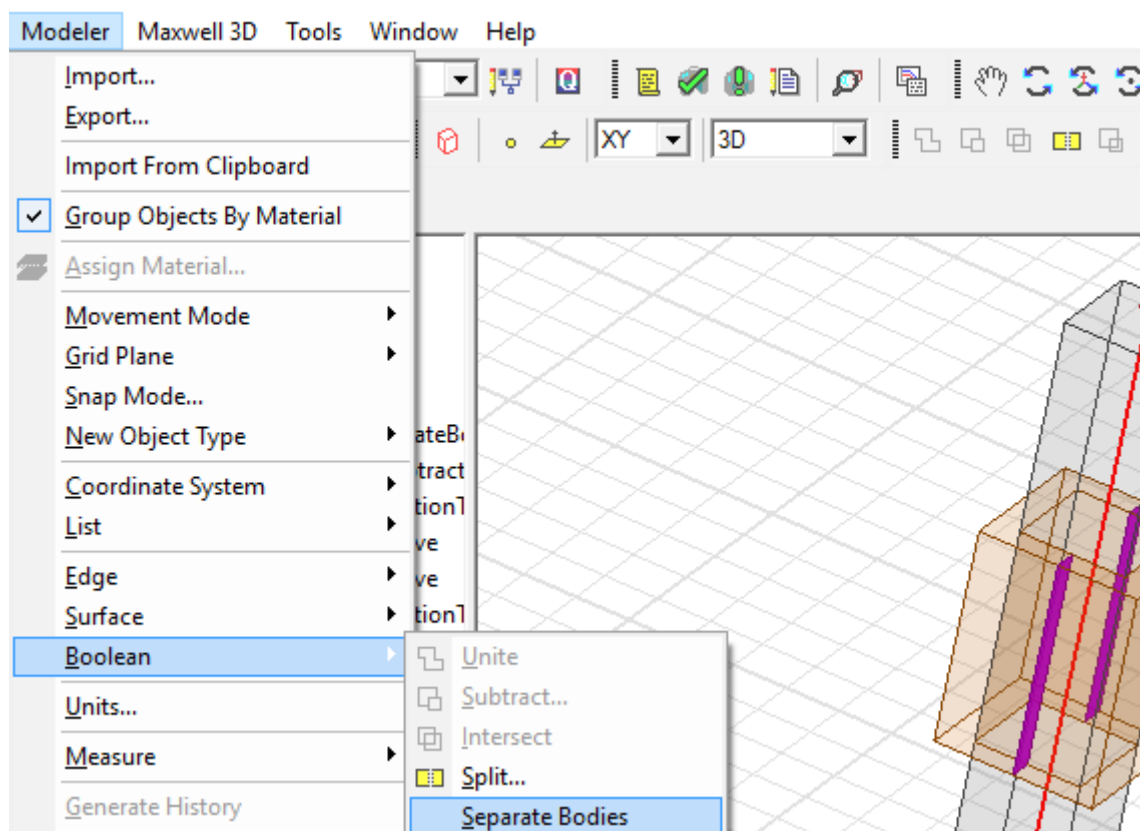 Modeler Maxwell 3D Tools Window Help
Import...
Export...
XY 3D
Import From Clipboard
Group Objects By Material
Assign Material...
Movement Mode
Grid Plane
Snap Mode...
New Object Type
Coordinate System
List
Edge
Surface
Boolean
Unite
Units...
Subtract...
Measure
Intersect
Split...
Generate History
Separate Bodies